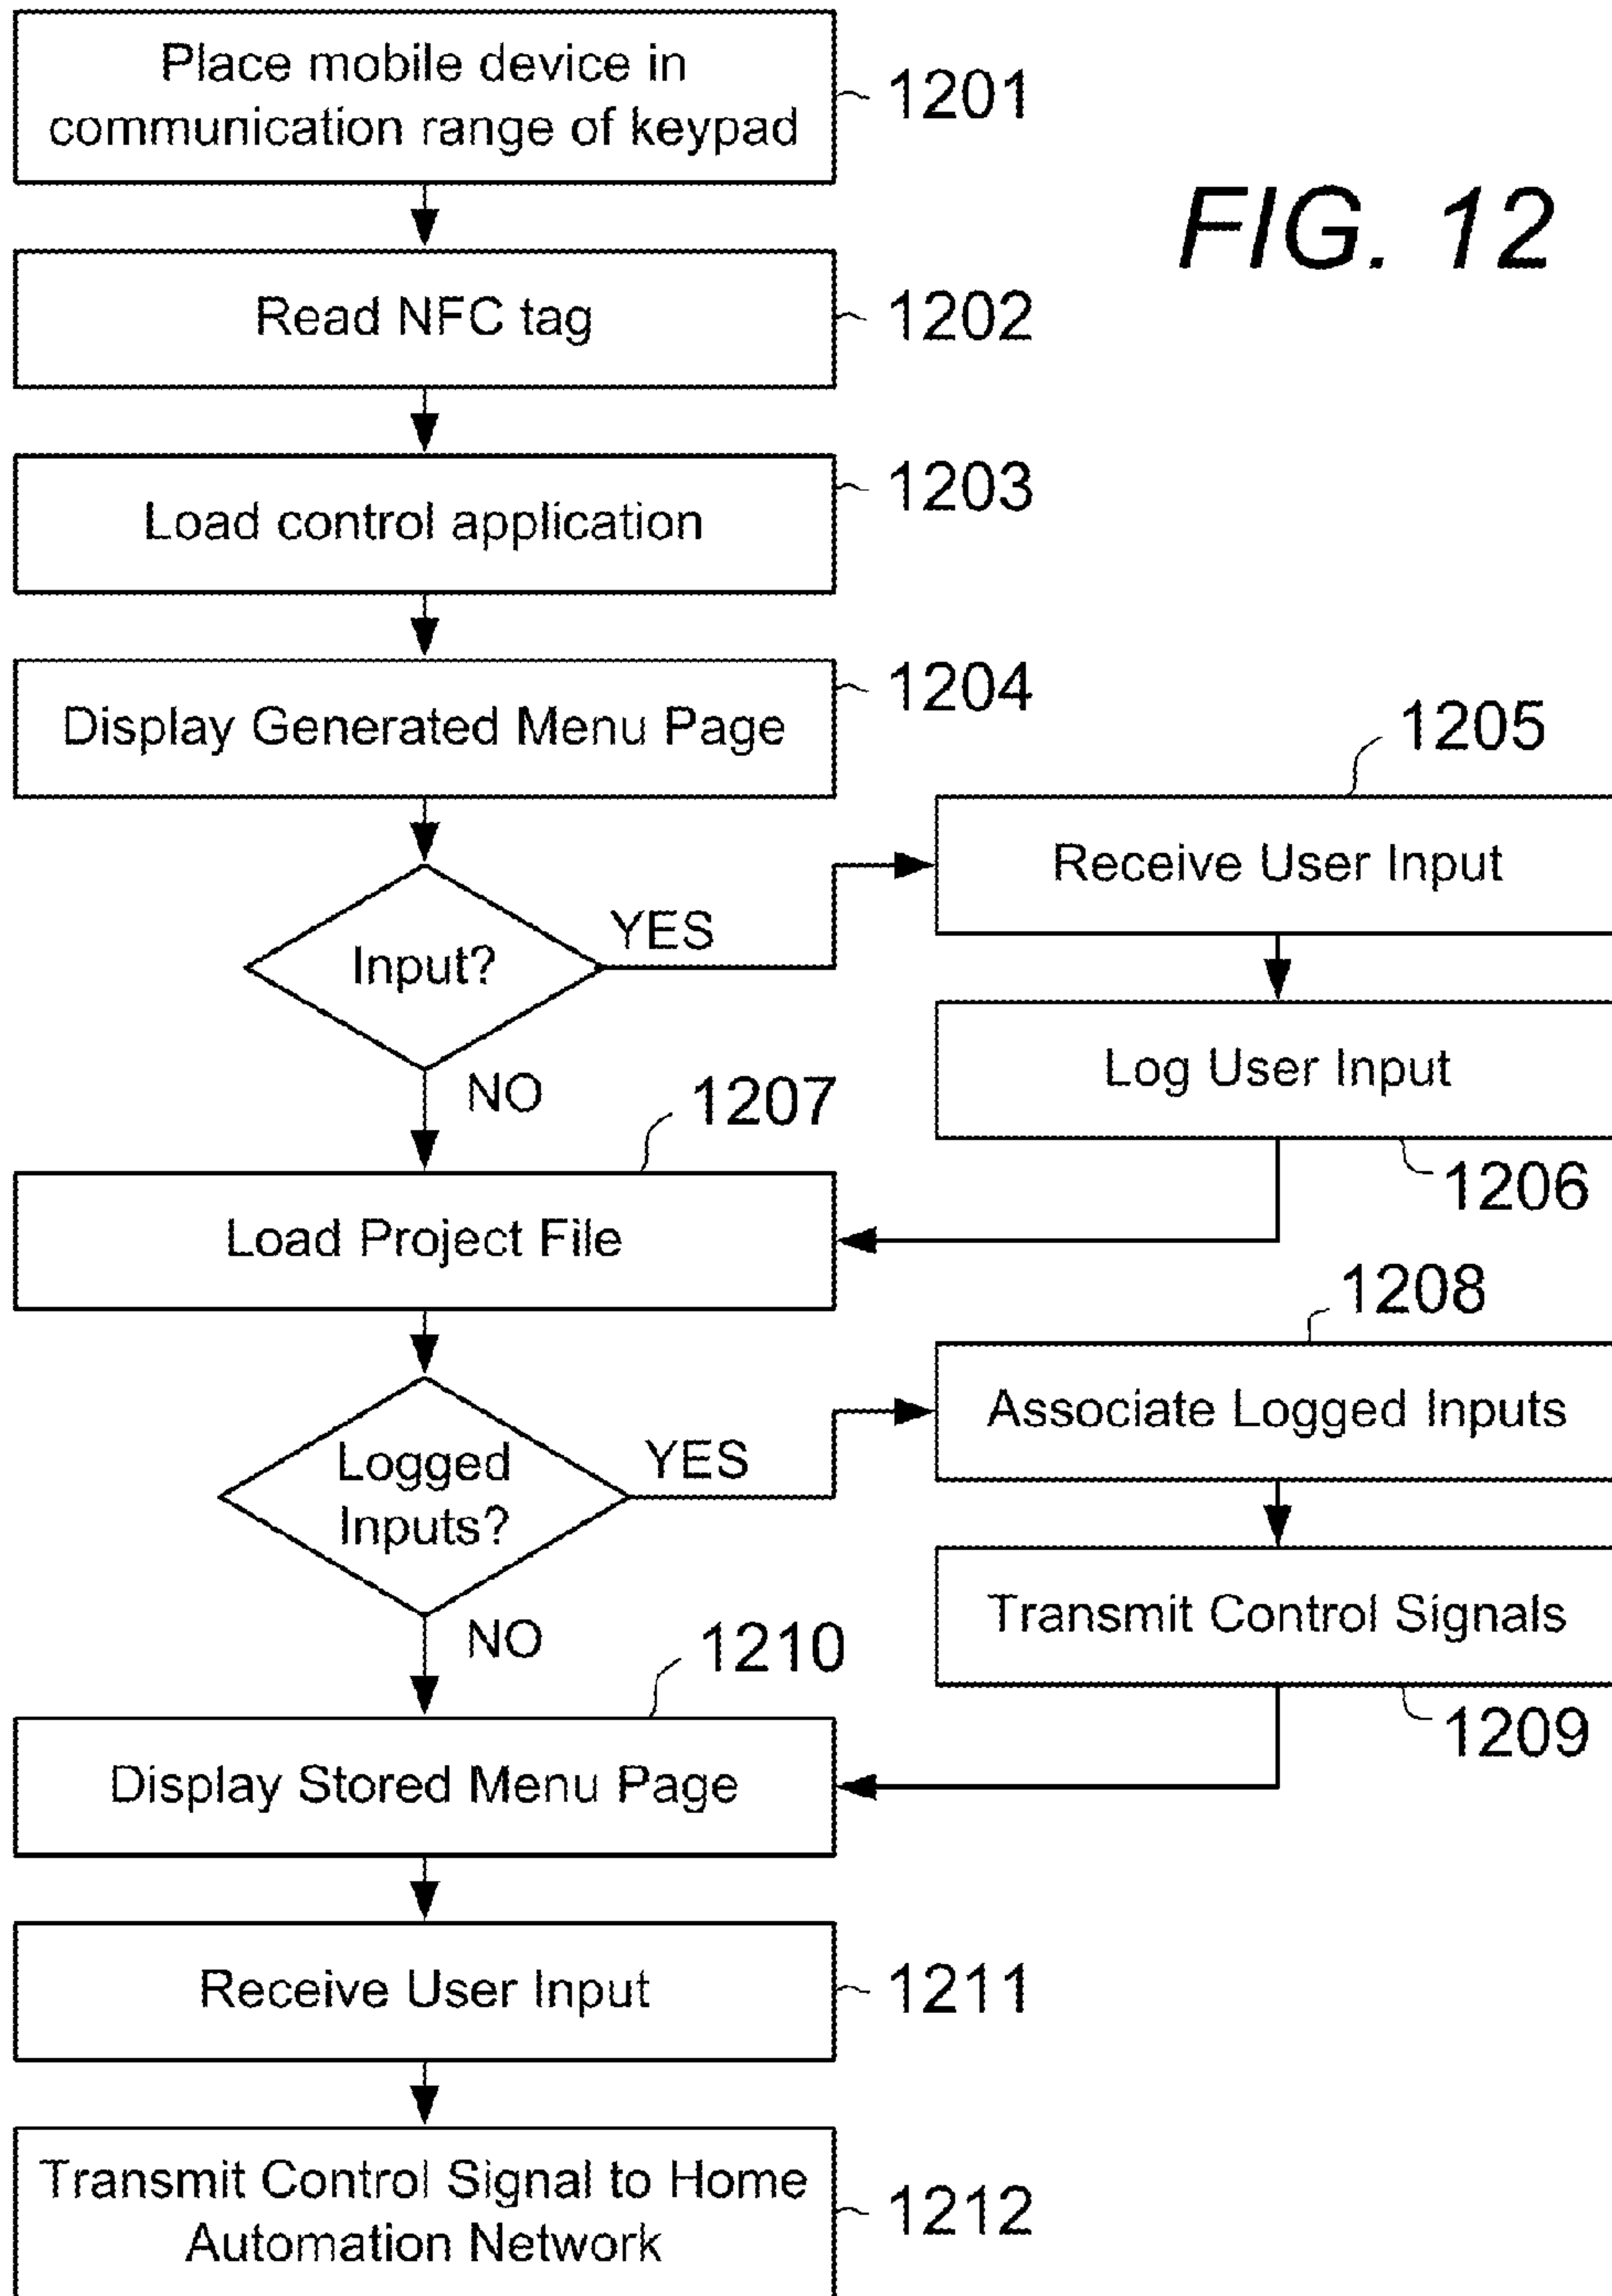 Place mobile device in
communication range of keypad
1201
FIG. 12
Read NFC tag
1202
Load control application
1203
Display Generated Menu Page
1204
Input?
YES
NO
1205
Receive User Input
Log User Input
1206
1207
Load Project File
Logged
Inputs?
YES
NO
1208
Associate Logged Inputs
Transmit Control Signals
1209
1210
Display Stored Menu Page
Receive User Input
1211
Transmit Control Signal to Home
Automation Network
1212